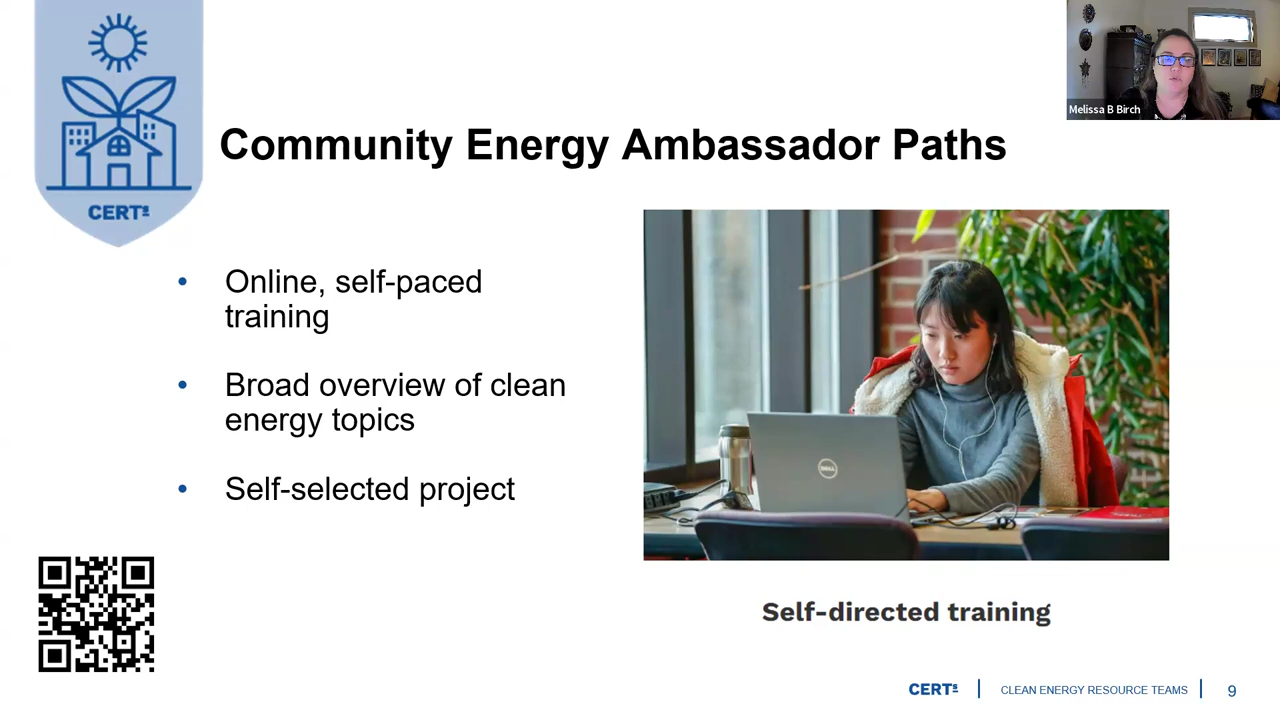 Melissa B Birch
CERTs
Community Energy Ambassador Paths
• Online, self-paced
training
• Broad overview of clean
energy topics
• Self-selected project
DELL
Self-directed training
CERTs | CLEAN ENERGY RESOURCE TEAMS | 9